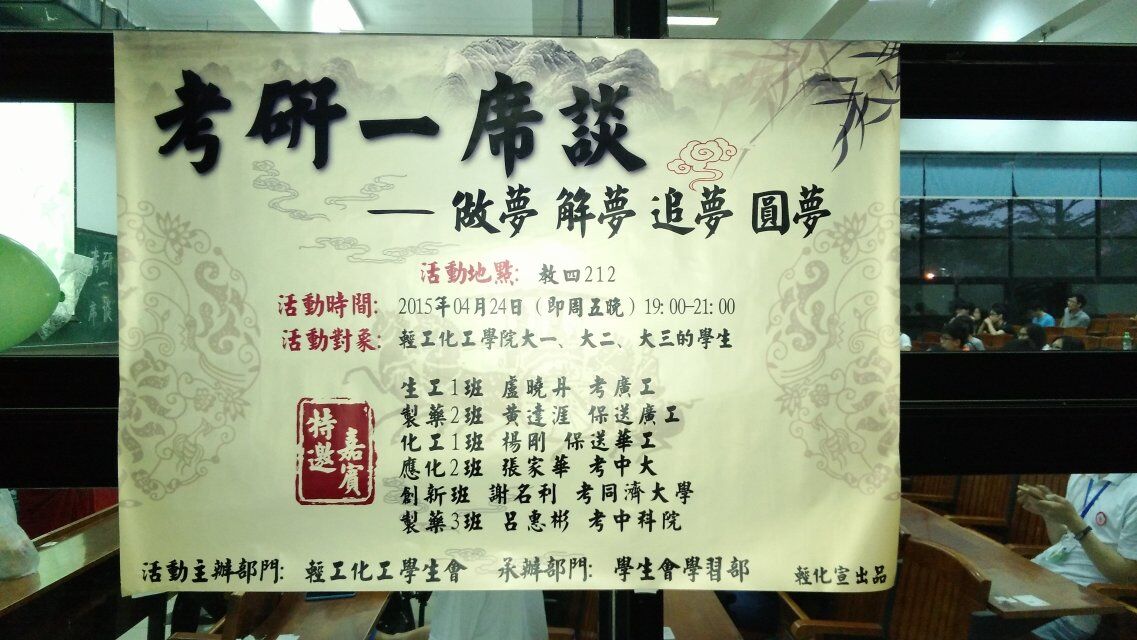 考研一席談
— 做夢 解夢 追夢 圓夢
活動地點: 教四212
活動時間: 2015年04月24日（即周五晚）19:00-21:00
活動對象: 輕工化工學院大一、大二、大三的學生
特邀嘉賓
生工1班 盧曉丹 考廣工
製藥2班 黃達涯 保送廣工
化工1班 楊剛 保送華工
應化2班 張家華 考中大
創新班 謝名利 考同濟大學
製藥3班 呂惠彬 考中科院
活動主辦部門: 輕工化工學生會 承辦部門: 學生會學習部
輕化宣出品